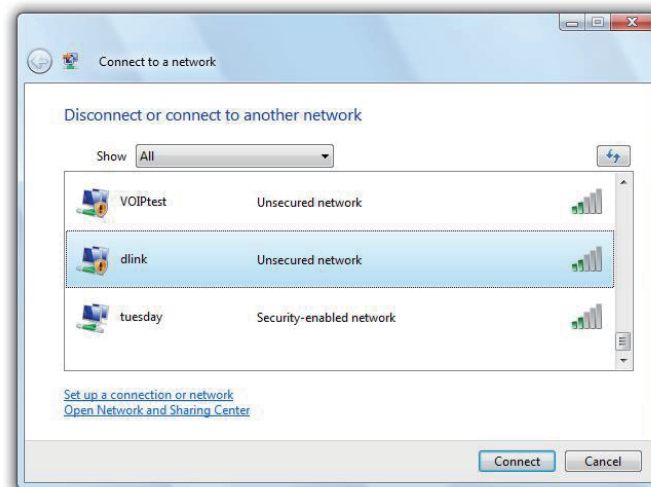 Connect to a network
Disconnect or connect to another network
Show All
VOIPtest Unsecured network
dlink Unsecured network
tuesday Security-enabled network
Set up a connection or network
Open Network and Sharing Center
Connect Cancel